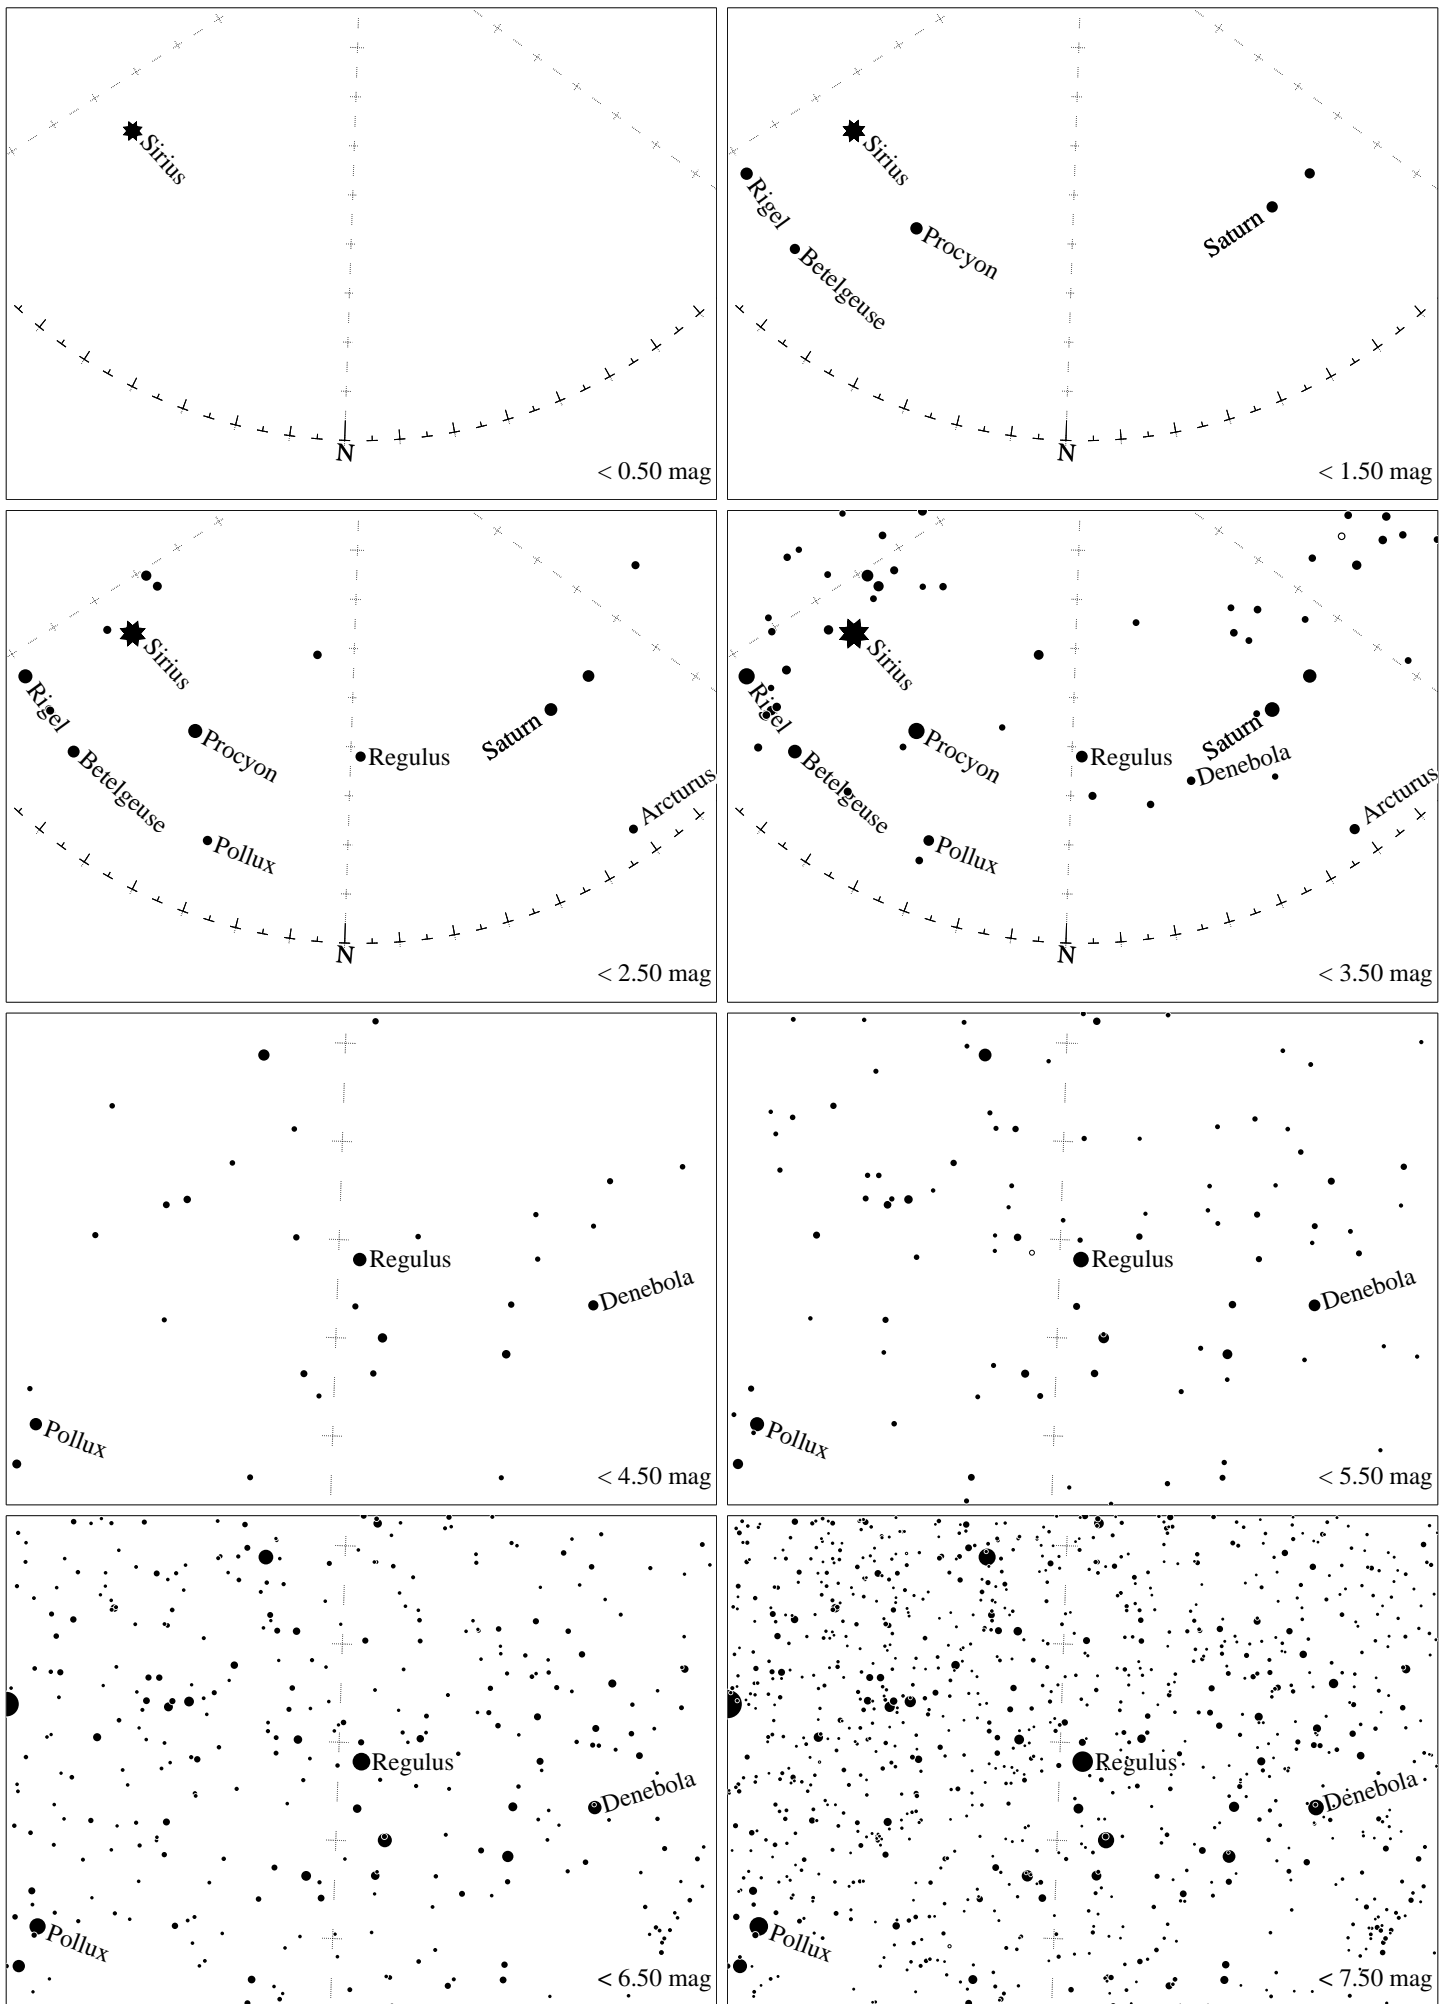 Sirius
N
< 0.50 mag
Sirius
Rigel
Procyon
Saturn
Betelgeuse
N
< 1.50 mag
Sirius
Rigel
Procyon
Saturn
Regulus
Betelgeuse
Arcturus
Pollux
N
< 2.50 mag
Sirius
Rigel
Procyon
Saturn
Regulus
Denebola
Betelgeuse
Arcturus
Pollux
N
< 3.50 mag
Regulus
Denebola
Pollux
< 4.50 mag
Regulus
Denebola
Pollux
< 5.50 mag
Regulus
Denebola
Pollux
< 6.50 mag
Regulus
Denebola
Pollux
< 7.50 mag